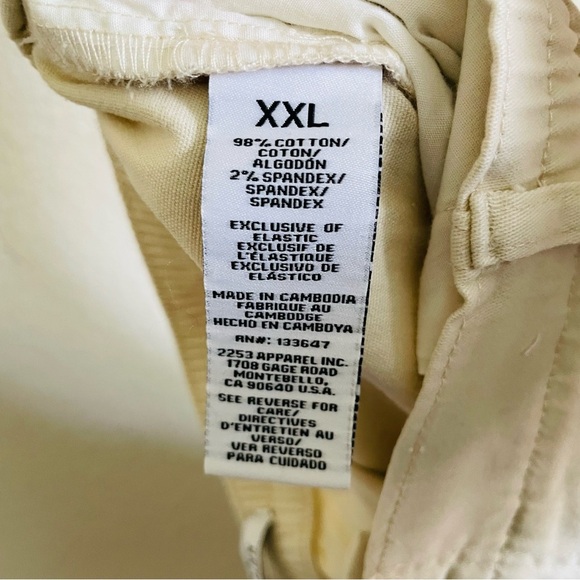 XXL
98% COTTON/
COTON/
ALGODÓN
2% SPANDEX/
SPANDEX/
SPANDEX
EXCLUSIVE OF
ELASTIC
EXCLUSIF DE
L'ÉLASTIQUE
EXCLUSIVO DE
ELÁSTICO
MADE IN CAMBODIA
FABRIQUE AU
CAMBODGE
HECHO EN CAMBOYA
RN#: 133647
2253 APPAREL INC.
1708 GAGE ROAD
MONTEBELLO,
CA 90640 U.S.A.
SEE REVERSE FOR
CARE/
DIRECTIVES
D'ENTRETIEN AU
VERSO/
VER REVERSO
PARA CUIDADO